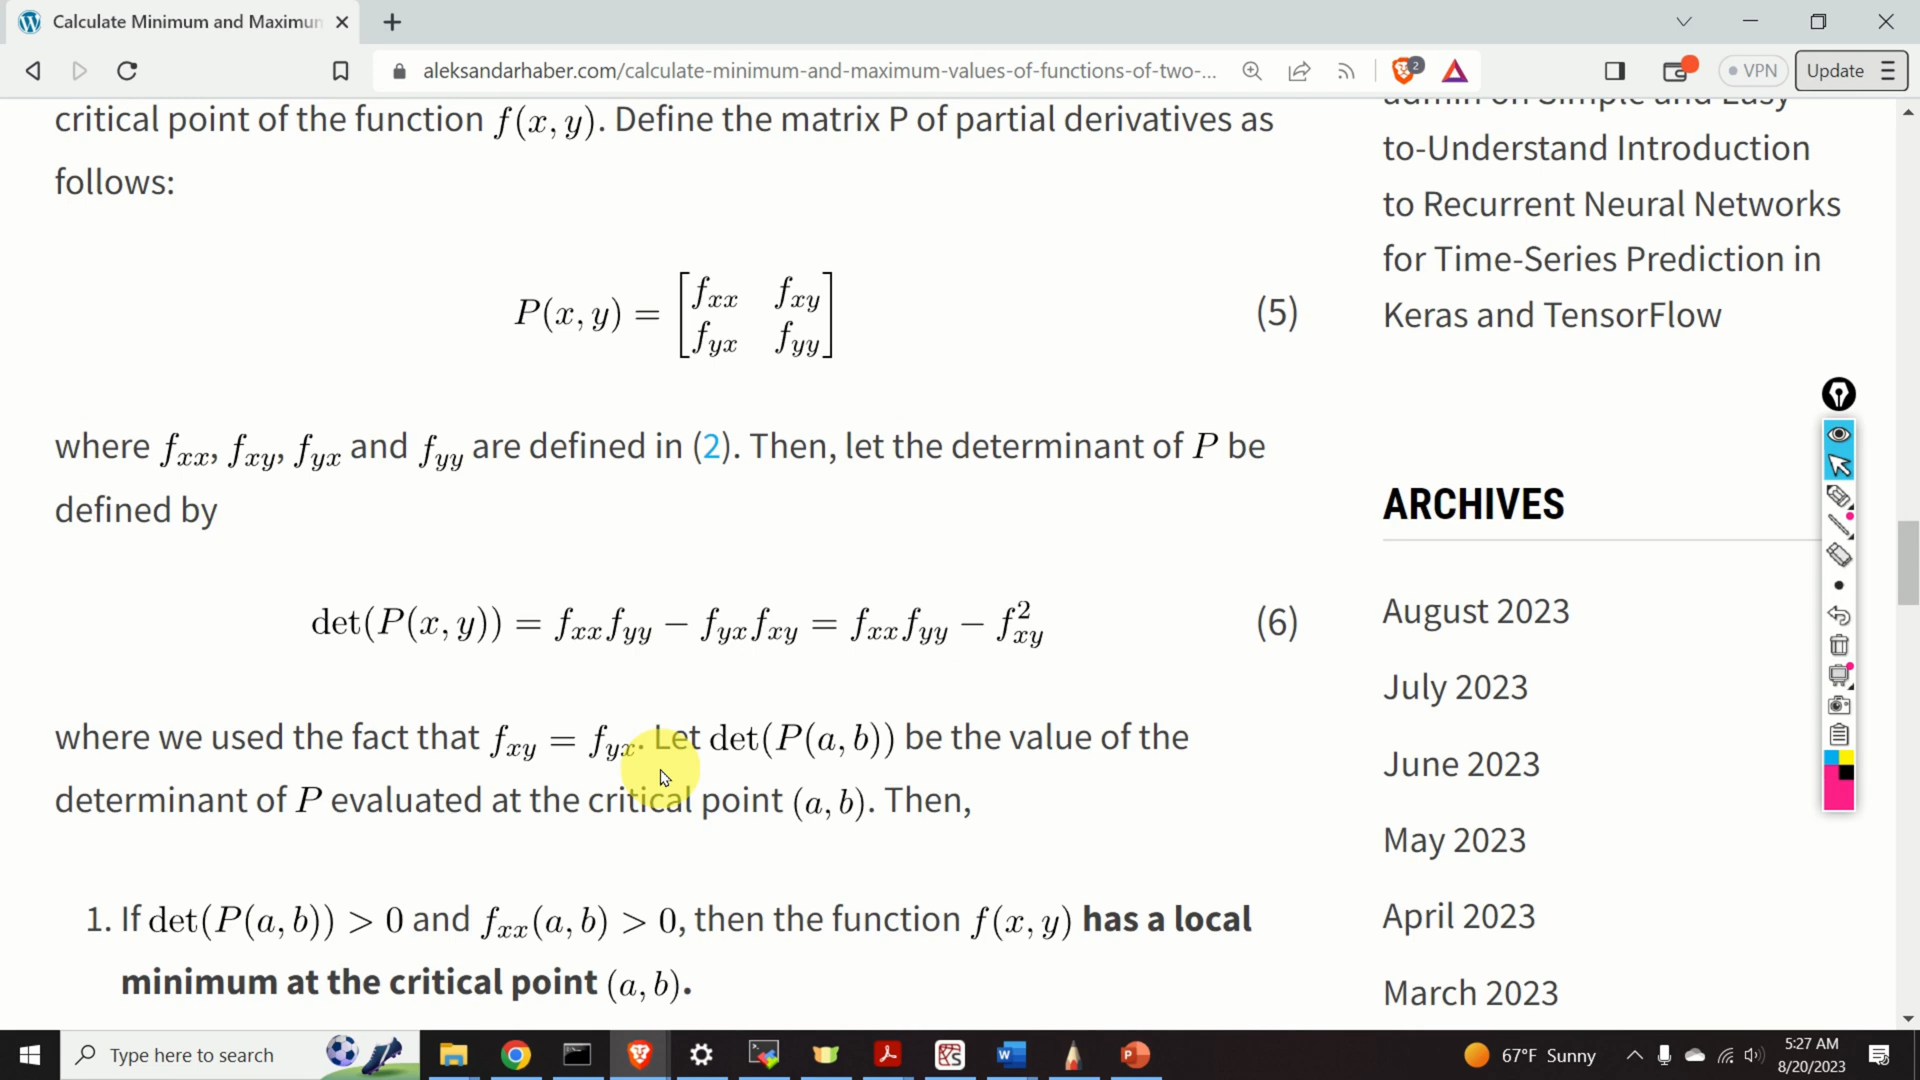 Calculate Minimum and Maximum
aleksandarhaber.com/calculate-minimum-and-maximum-values-of-functions-of-two-...
2
VPN
Update
critical point of the function f(x, y). Define the matrix P of partial derivatives as
follows:
P(x, y) = [f_xx f_xy
f_yx f_yy] (5)
where f_xx, f_xy, f_yx and f_yy are defined in (2). Then, let the determinant of P be
defined by
det(P(x, y)) = f_xx f_yy − f_yx f_xy = f_xx f_yy − f_xy^2 (6)
where we used the fact that f_xy = f_yx. Let det(P(a, b)) be the value of the
determinant of P evaluated at the critical point (a, b). Then,
1. If det(P(a, b)) > 0 and f_xx(a, b) > 0, then the function f(x, y) has a local
minimum at the critical point (a, b).
admin on Simple and Easy
to-Understand Introduction
to Recurrent Neural Networks
for Time-Series Prediction in
Keras and TensorFlow
ARCHIVES
August 2023
July 2023
June 2023
May 2023
April 2023
March 2023
Type here to search
67°F Sunny
5:27 AM
8/20/2023